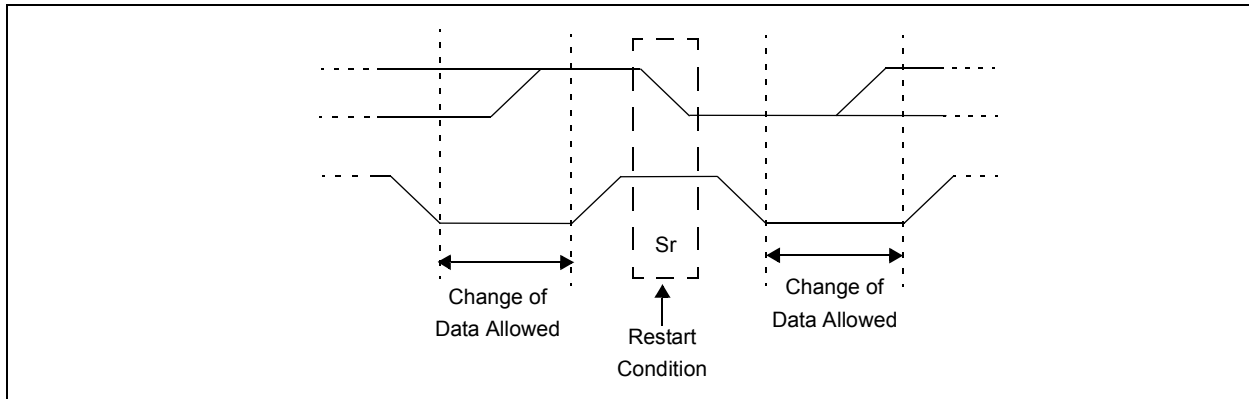 Sr
Change of
Data Allowed
Restart
Condition
Change of
Data Allowed